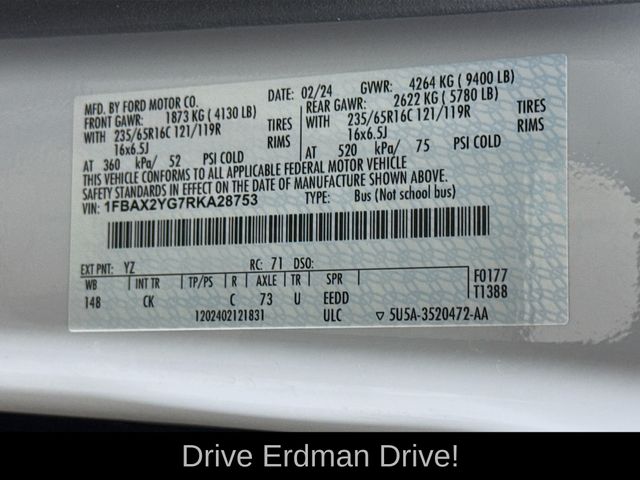 MFD. BY FORD MOTOR CO. DATE: 02/24 GVWR: 4264 KG ( 9400 LB)
FRONT GAWR: 1873 KG ( 4130 LB) REAR GAWR: 2622 KG ( 5780 LB)
WITH 235/65R16C 121/119R TIRES WITH 235/65R16C 121/119R TIRES
16x6.5J RIMS 16x6.5J RIMS
AT 360 kPa/ 52 PSI COLD AT 520 kPa/ 75 PSI COLD
THIS VEHICLE CONFORMS TO ALL APPLICABLE FEDERAL MOTOR VEHICLE
SAFETY STANDARDS IN EFFECT ON THE DATE OF MANUFACTURE SHOWN ABOVE.
VIN: 1FBAX2YG7RKA28753 TYPE: Bus (Not school bus)
EXT PNT: YZ RC: 71 DSO:
WB INT TR TP/PS R AXLE TR SPR F0177
148 CK C 73 U EEDD T1388
1202402121831 ULC ▽ 5U5A-3520472-AA
Drive Erdman Drive!